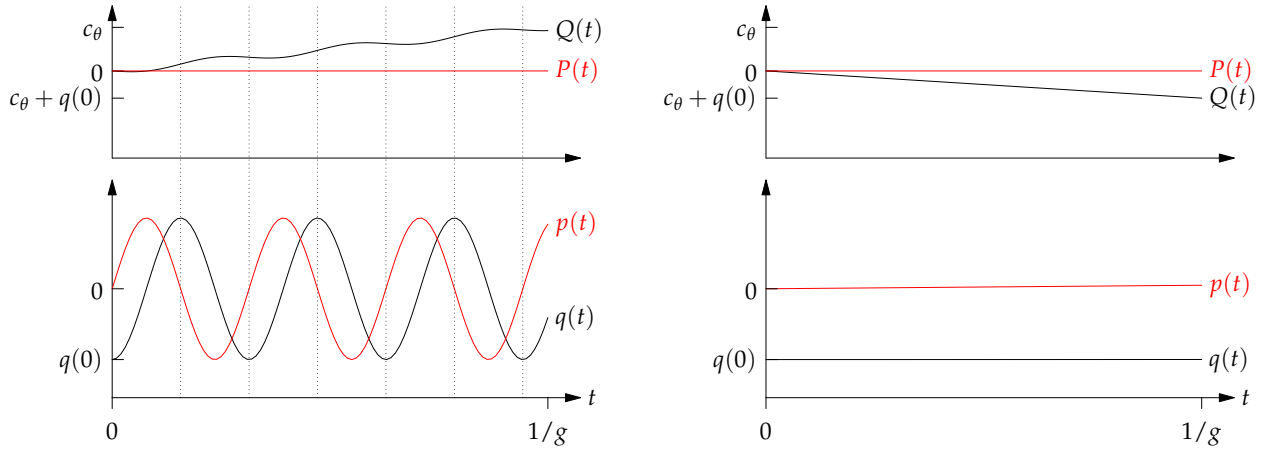 c_θ
Q(t)
0
P(t)
c_θ + q(0)
p(t)
0
q(t)
q(0)
t
0
1/g
c_θ
0
P(t)
c_θ + q(0)
Q(t)
0
p(t)
q(0)
q(t)
t
0
1/g